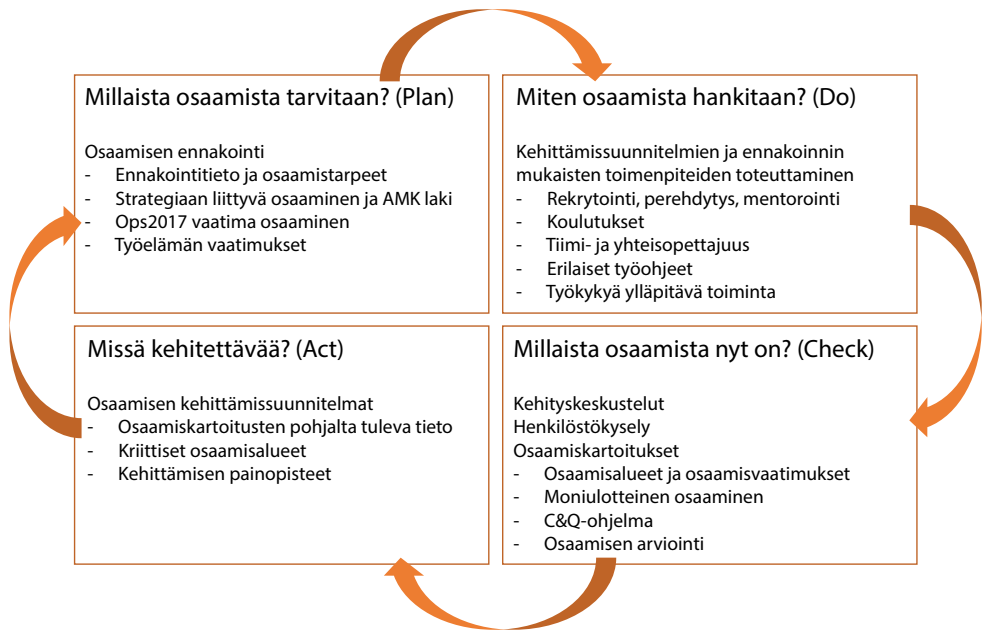 Millaista osaamista tarvitaan? (Plan)
Osaamisen ennakointi
- Ennakointitieto ja osaamistarpeet
- Strategiaan liittyvä osaaminen ja AMK laki
- Ops2017 vaatima osaaminen
- Työelämän vaatimukset
Miten osaamista hankitaan? (Do)
Kehittämissuunnitelmien ja ennakoinnin
mukaisten toimenpiteiden toteuttaminen
- Rekrytointi, perehdytys, mentorointi
- Koulutukset
- Tiimi- ja yhteisopettajuus
- Erilaiset työohjeet
- Työkykyä ylläpitävä toiminta
Missä kehitettävää? (Act)
Osaamisen kehittämissuunnitelmat
- Osaamiskartoitusten pohjalta tuleva tieto
- Kriittiset osaamisalueet
- Kehittämisen painopisteet
Millaista osaamista nyt on? (Check)
Kehityskeskustelut
Henkilöstökysely
Osaamiskartoitukset
- Osaamisalueet ja osaamisvaatimukset
- Moniulotteinen osaaminen
- C&Q-ohjelma
- Osaamisen arviointi